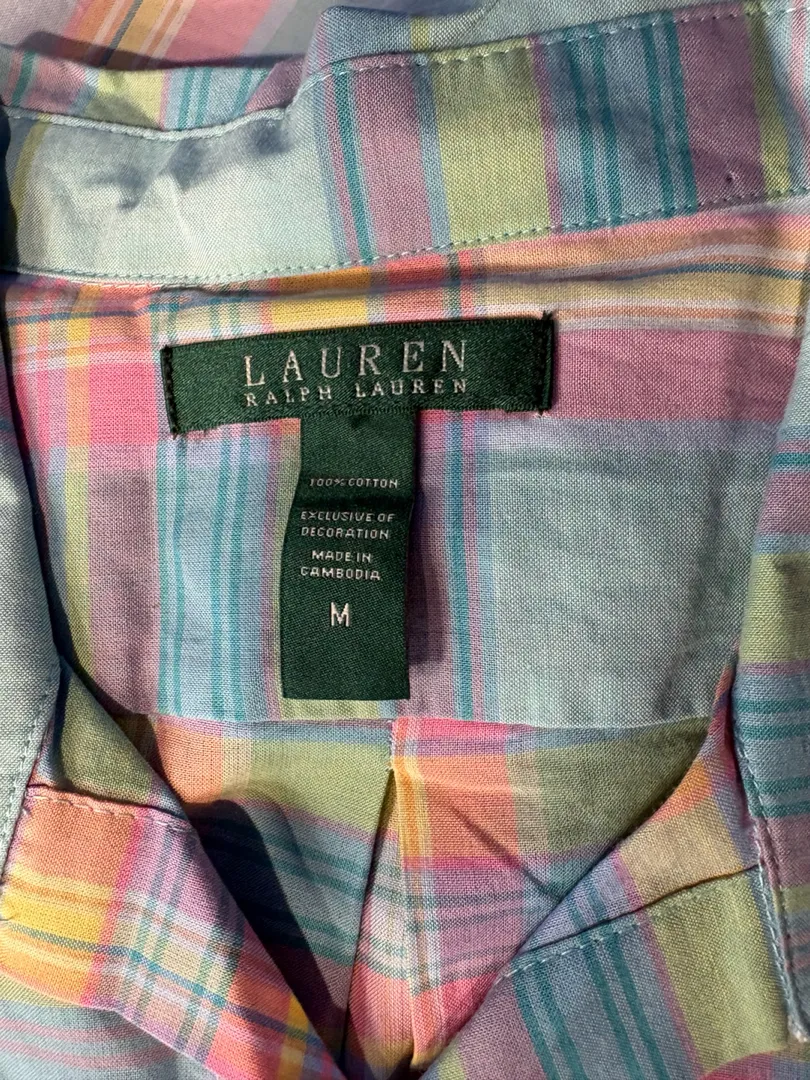 LAUREN
RALPH LAUREN
100% COTTON
EXCLUSIVE OF
DECORATION
MADE IN
CAMBODIA
M